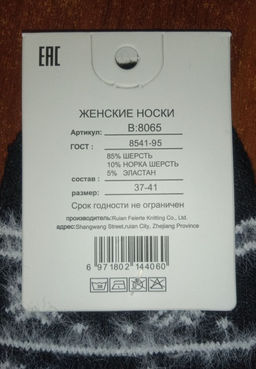 EAC
ЖЕНСКИЕ НОСКИ
Артикул: B:8065
ГОСТ : 8541-95
85% ШЕРСТЬ
10% НОРКА ШЕРСТЬ
состав : 5% ЭЛАСТАН
размер: 37-41
Срок годности не ограничен
производитель:Ruian Feierte Knitting Co., Ltd.
адрес:Shangwang Street,ruian City, Zhejiang Province
6 971802 144060